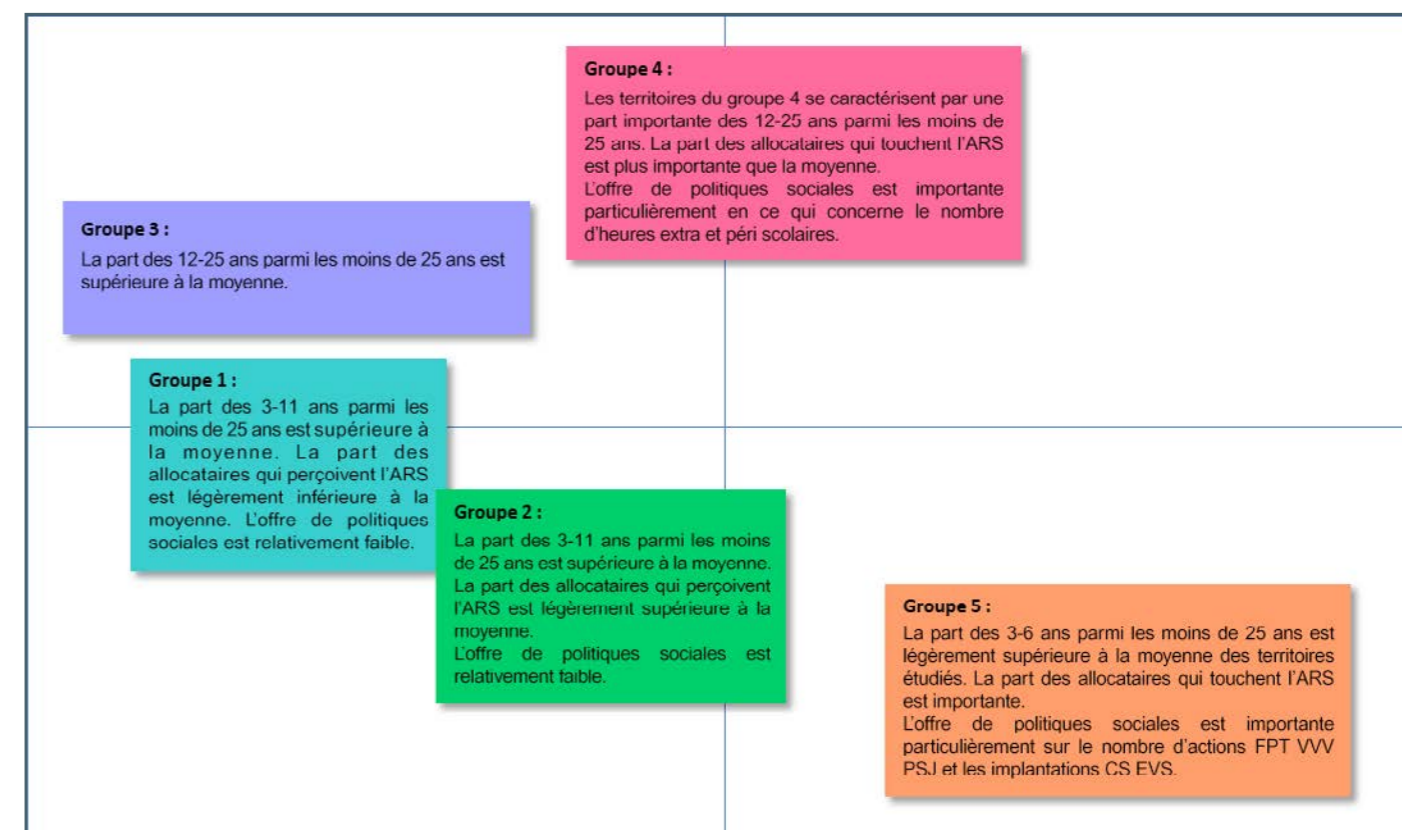 Groupe 4 :
Les territoires du groupe 4 se caractérisent par une
part importante des 12-25 ans parmi les moins de
25 ans. La part des allocataires qui touchent l'ARS
est plus importante que la moyenne.
L'offre de politiques sociales est importante
particulièrement en ce qui concerne le nombre
d'heures extra et péri scolaires.
Groupe 3 :
La part des 12-25 ans parmi les moins de 25 ans est
supérieure à la moyenne.
Groupe 1 :
La part des 3-11 ans parmi les
moins de 25 ans est supérieure à
la moyenne. La part des
allocataires qui perçoivent l'ARS
est légèrement inférieure à la
moyenne. L'offre de politiques
sociales est relativement faible.
Groupe 2 :
La part des 3-11 ans parmi les moins
de 25 ans est supérieure à la moyenne.
La part des allocataires qui perçoivent
l'ARS est légèrement supérieure à la
moyenne.
L'offre de politiques sociales est
relativement faible.
Groupe 5 :
La part des 3-6 ans parmi les moins de 25 ans est
légèrement supérieure à la moyenne des territoires
étudiés. La part des allocataires qui touchent l'ARS
est importante.
L'offre de politiques sociales est importante
particulièrement sur le nombre d'actions FPT VVV
PSJ et les implantations CS EVS.